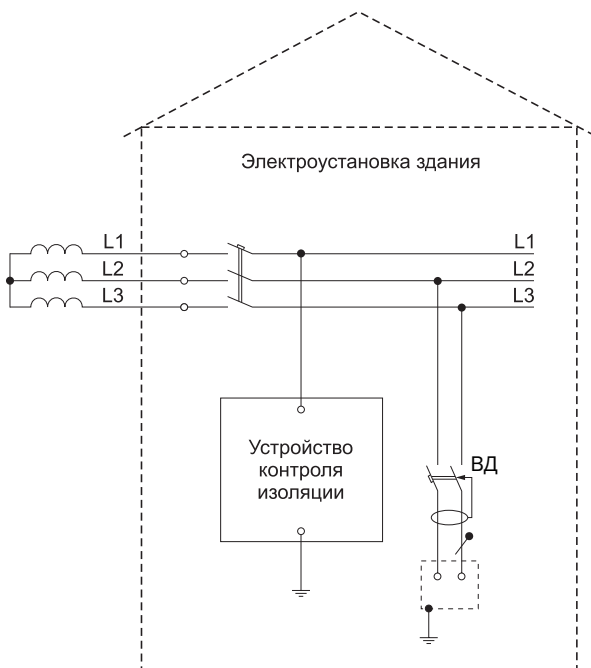 Электроустановка здания
L1 L1
L2 L2
L3 L3
Устройство
контроля
изоляции
ВД